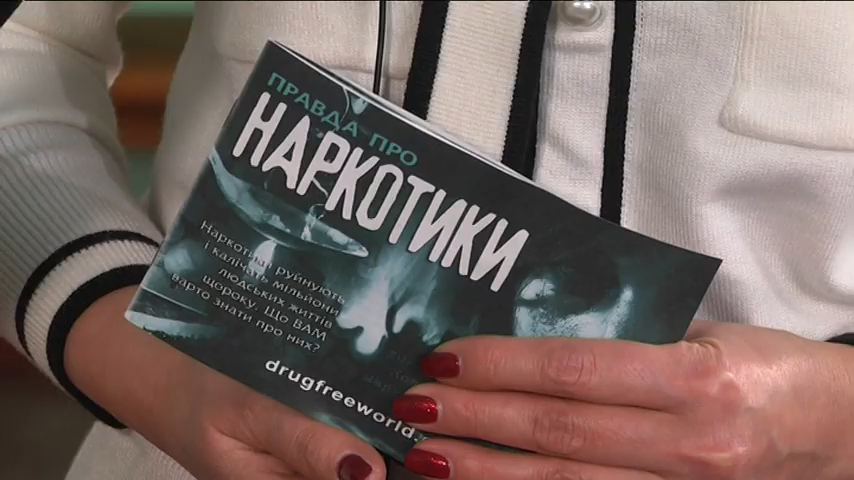 ПРАВДА ПРО
НАРКОТИКИ
Наркотики руйнують
і калічать мільйони
людських життів
щороку. Що ВАМ
варто знати про них?
drugfreeworld.